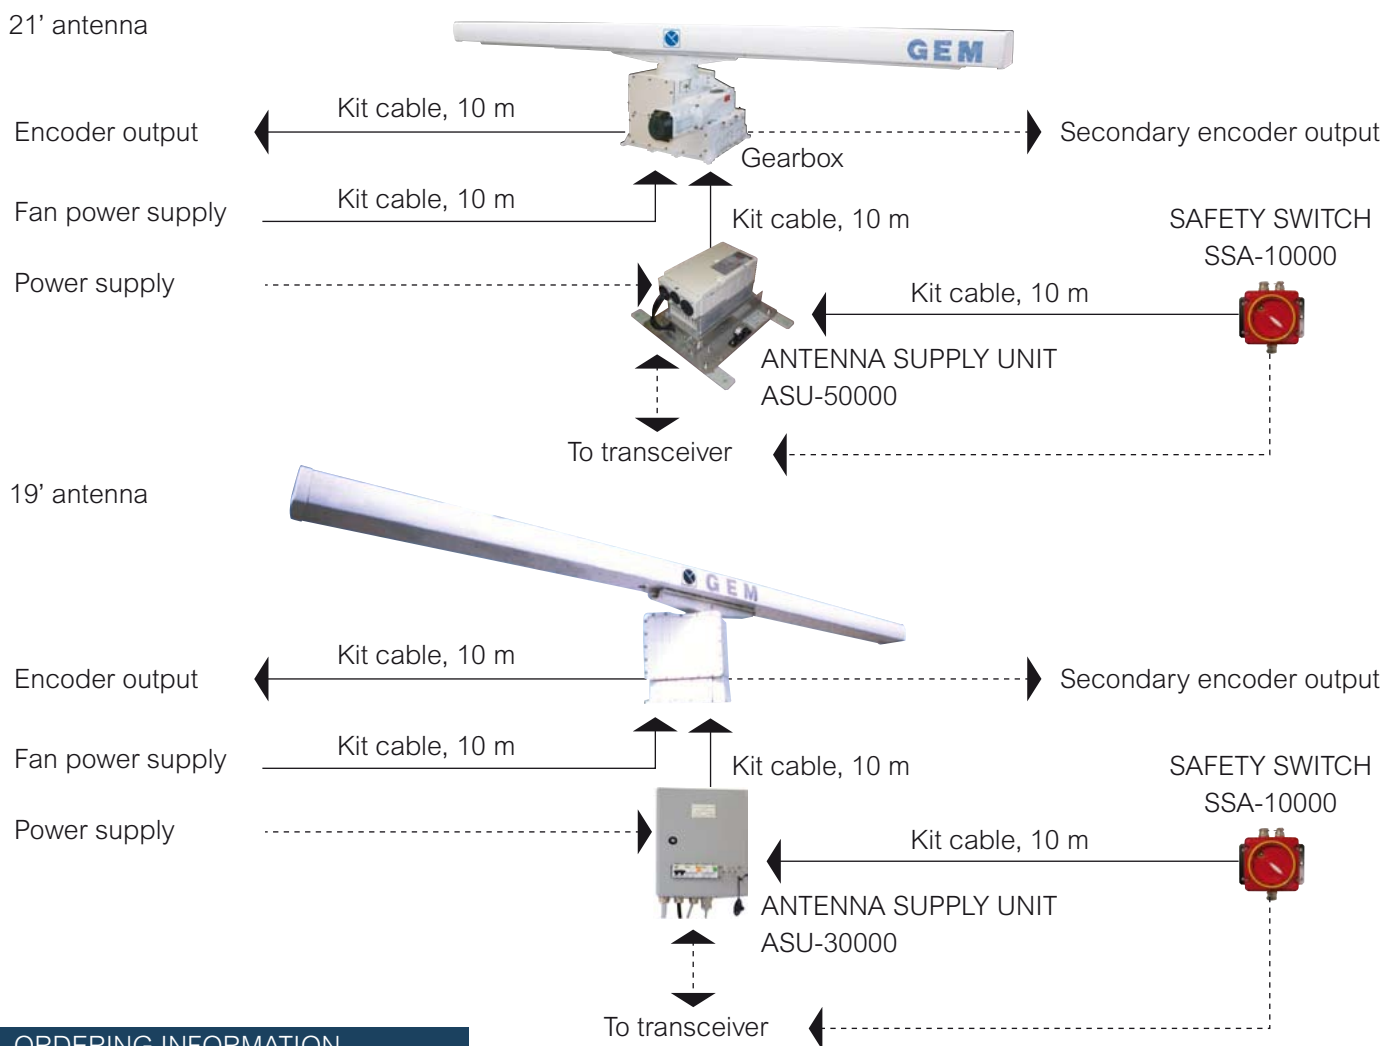 21’ antenna
GEM
Kit cable, 10 m
Encoder output
Secondary encoder output
Gearbox
Fan power supply
Kit cable, 10 m
Kit cable, 10 m
SAFETY SWITCH
SSA-10000
Power supply
Kit cable, 10 m
ANTENNA SUPPLY UNIT
ASU-50000
To transceiver
19’ antenna
GEM
Kit cable, 10 m
Encoder output
Secondary encoder output
Fan power supply
Kit cable, 10 m
Kit cable, 10 m
SAFETY SWITCH
SSA-10000
Power supply
Kit cable, 10 m
ANTENNA SUPPLY UNIT
ASU-30000
To transceiver
ORDERING INFORMATION